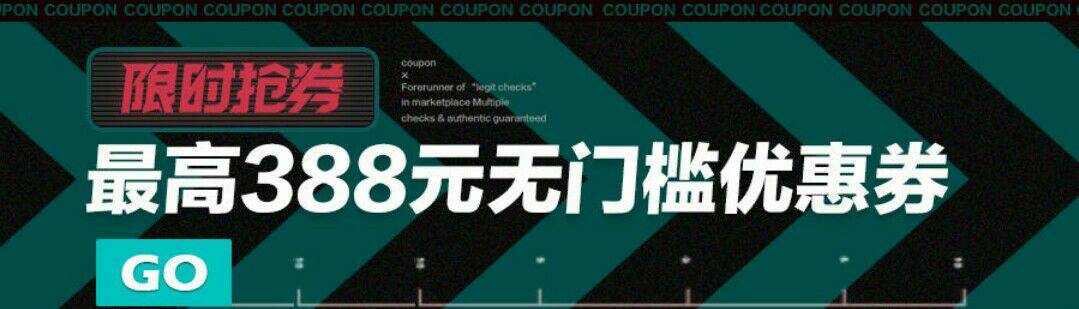 PON COUPON COUPON COUPON COUPON COUPON COUPON COUPON COUPON COUPON COUPON COUPON COUPON COUPON
限时抢券
coupon
×
Forerunner of “legit checks”
in marketplace Multiple
checks & authentic guaranteed
最高388元无门槛优惠券
GO